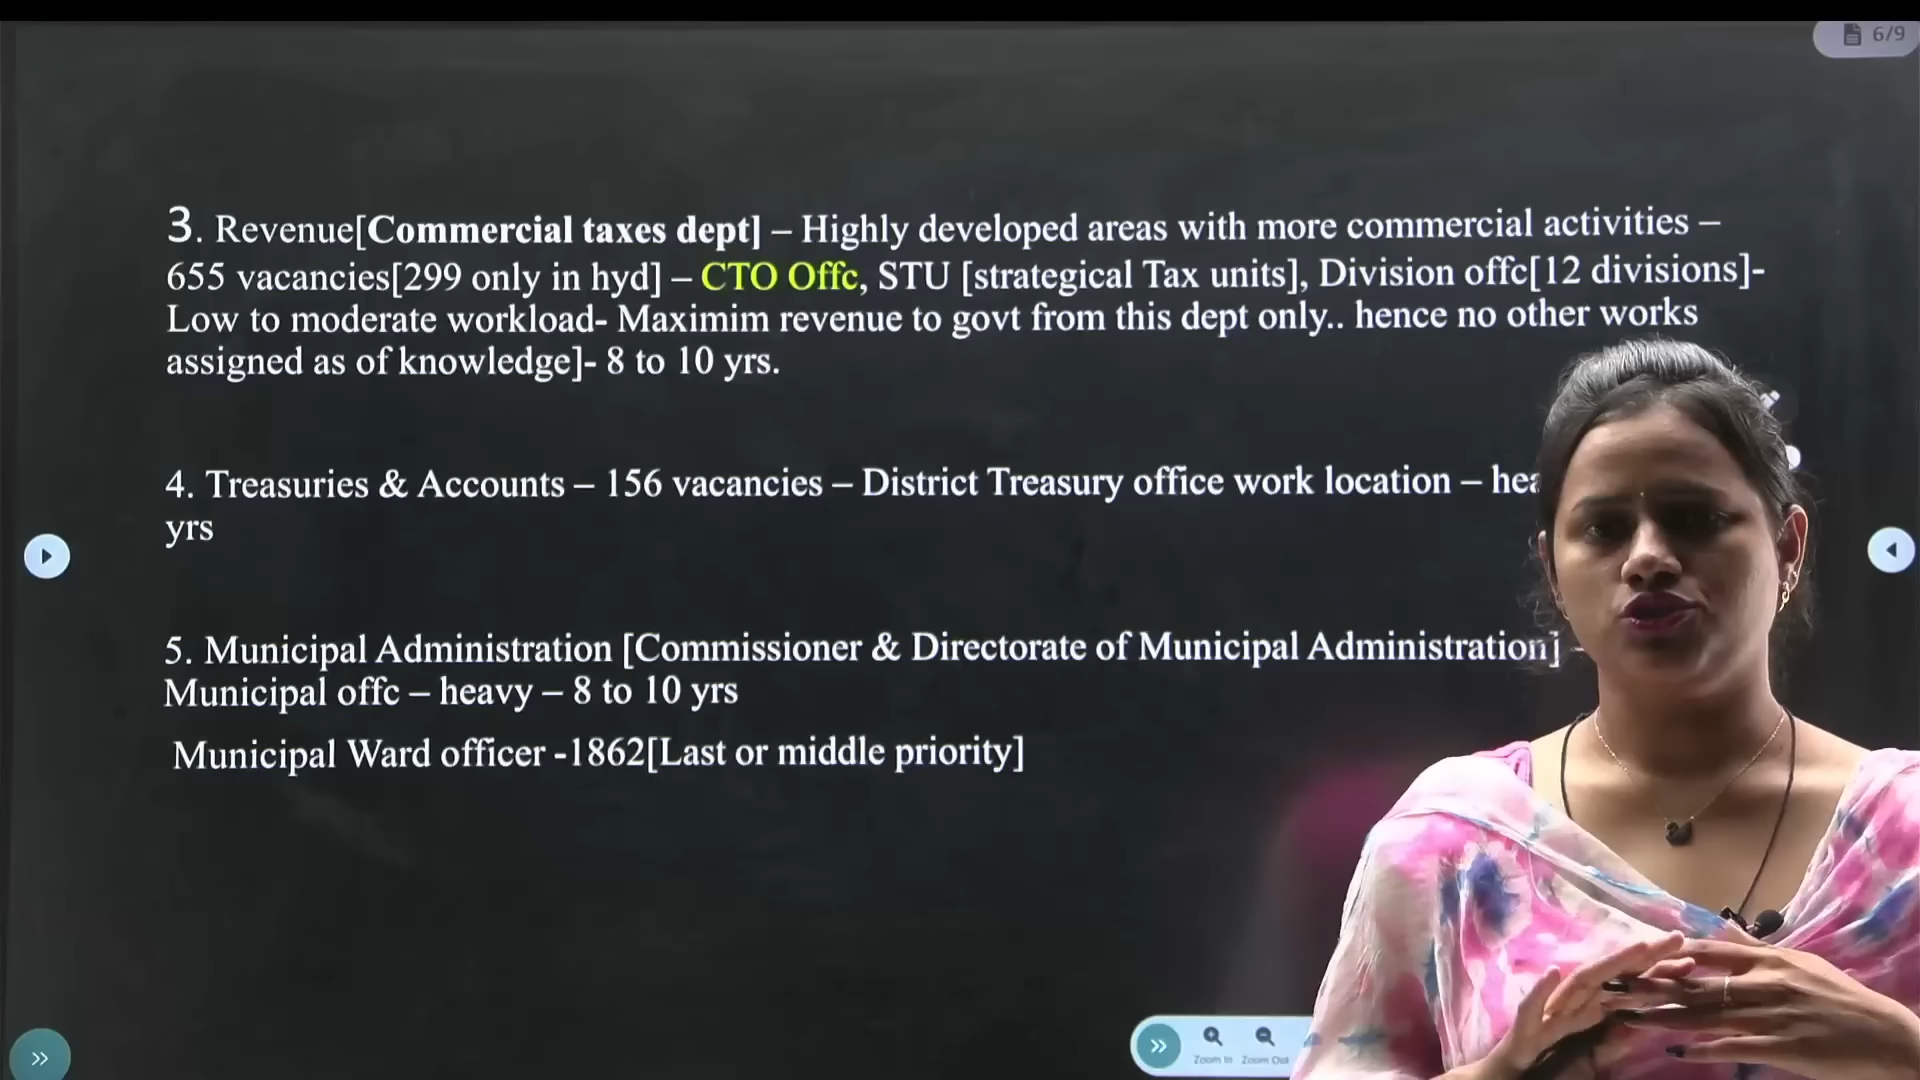 6/9
3. Revenue[Commercial taxes dept] – Highly developed areas with more commercial activities –
655 vacancies[299 only in hyd] – CTO Offc, STU [strategical Tax units], Division offc[12 divisions]-
Low to moderate workload- Maximim revenue to govt from this dept only.. hence no other works
assigned as of knowledge]- 8 to 10 yrs.
4. Treasuries & Accounts – 156 vacancies – District Treasury office work location –
yrs
5. Municipal Administration [Commissioner & Directorate of Municipal Administration] -
Municipal offc – heavy – 8 to 10 yrs
Municipal Ward officer -1862[Last or middle priority]
Zoom In Zoom Out